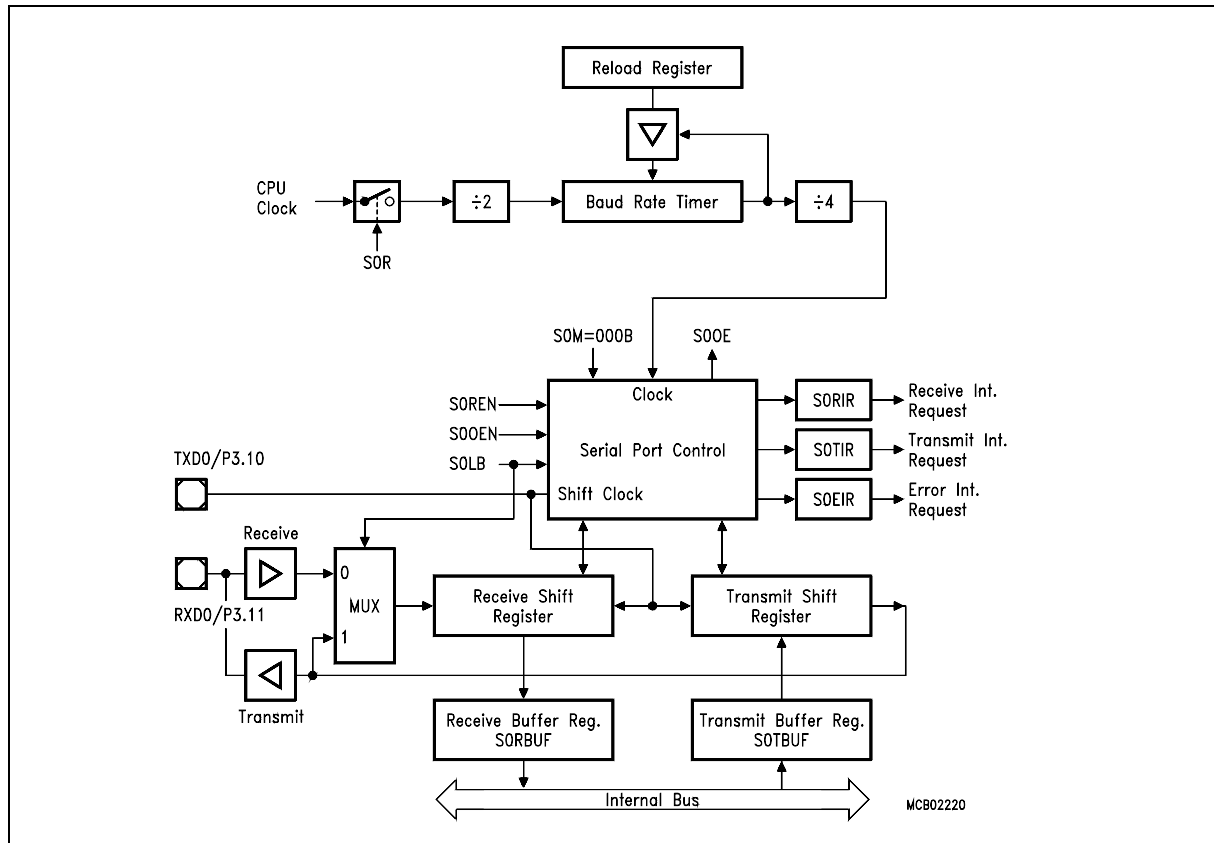 Reload Register
CPU
Clock
÷2
Baud Rate Timer
÷4
S0R
S0M=000B
S0OE
Clock
S0REN
S0OEN
S0LB
Serial Port Control
Shift Clock
S0RIR
Receive Int.
Request
S0TIR
Transmit Int.
Request
S0EIR
Error Int.
Request
TXD0/P3.10
Receive
RXD0/P3.11
0
MUX
1
Transmit
Receive Shift
Register
Transmit Shift
Register
Receive Buffer Reg.
S0RBUF
Transmit Buffer Reg.
S0TBUF
Internal Bus
MCB02220